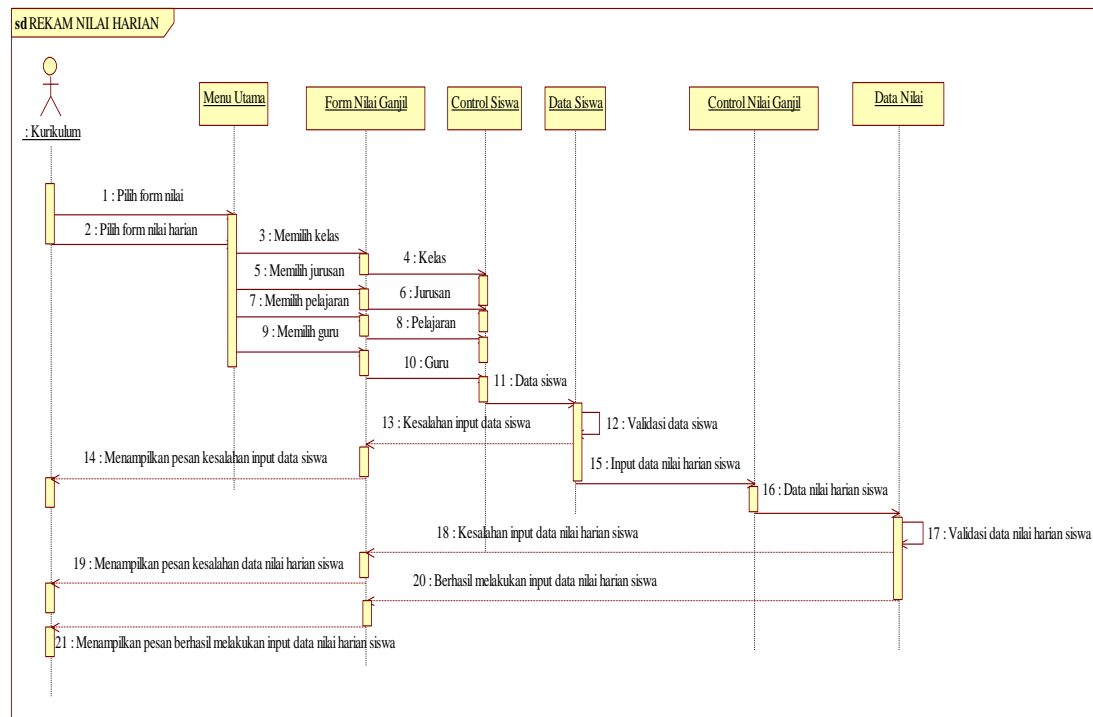 sd REKAM NILAI HARIAN
: Kurikulum
Menu Utama
Form Nilai Ganjil
Control Siswa
Data Siswa
Control Nilai Ganjil
Data Nilai
1 : Pilih form nilai
2 : Pilih form nilai harian
3 : Memilih kelas
4 : Kelas
5 : Memilih jurusan
6 : Jurusan
7 : Memilih pelajaran
8 : Pelajaran
9 : Memilih guru
10 : Guru
11 : Data siswa
12 : Validasi data siswa
13 : Kesalahan input data siswa
14 : Menampilkan pesan kesalahan input data siswa
15 : Input data nilai harian siswa
16 : Data nilai harian siswa
17 : Validasi data nilai harian siswa
18 : Kesalahan input data nilai harian siswa
19 : Menampilkan pesan kesalahan data nilai harian siswa
20 : Berhasil melakukan input data nilai harian siswa
21 : Menampilkan pesan berhasil melakukan input data nilai harian siswa